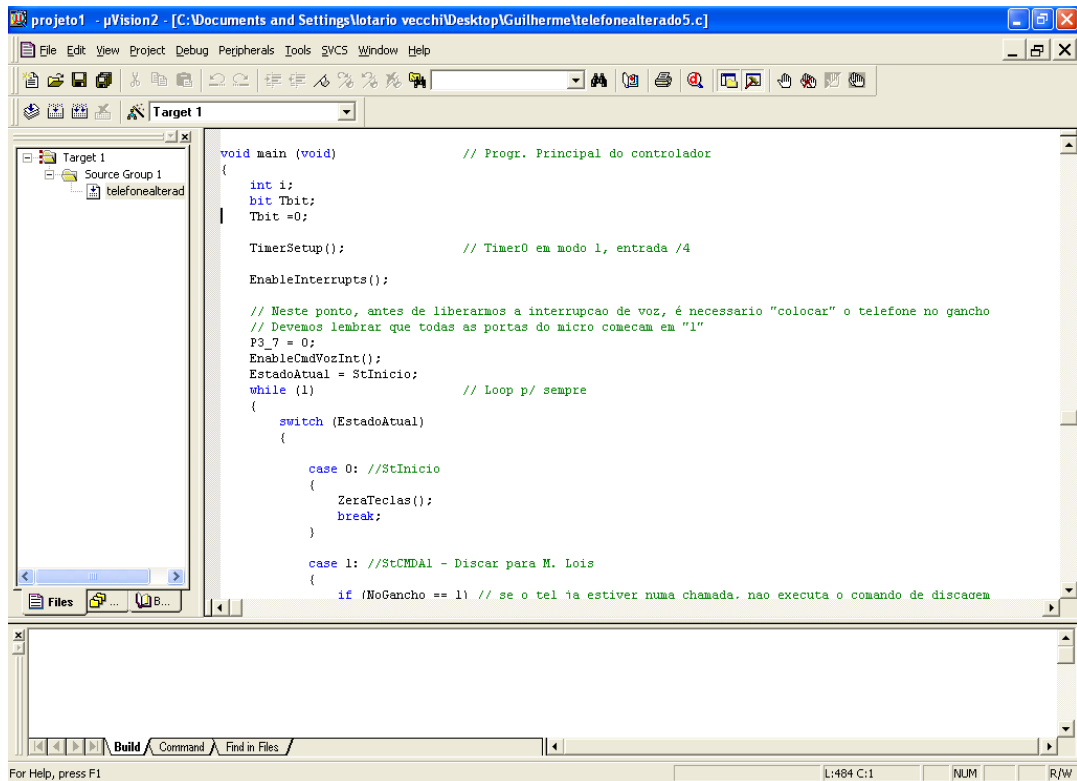 projeto1 - µVision2 - [C:\Documents and Settings\lotario vecchi\Desktop\Guilherme\telefonealterado5.c]
File Edit View Project Debug Peripherals Tools SVCS Window Help
Target 1
Target 1
Source Group 1
telefonealterad
void main (void) // Progr. Principal do controlador
{
int i;
bit Tbit;
Tbit =0;
TimerSetup(); // Timer0 em modo 1, entrada /4
EnableInterrupts();
// Neste ponto, antes de liberarmos a interrupcao de voz, é necessario "colocar" o telefone no gancho
// Devemos lembrar que todas as portas do micro comecam em "1"
P3_7 = 0;
EnableCmdVozInt();
EstadoAtual = StInicio;
while (1) // Loop p/ sempre
{
switch (EstadoAtual)
{
case 0: //StInicio
{
ZeraTeclas();
break;
}
case 1: //StCMDA1 - Discar para M. Lois
{
if (NoGancho == 1) // se o tel ja estiver numa chamada, nao executa o comando de discagem
Files ... B...
Build Command Find in Files
For Help, press F1 L:484 C:1 NUM R/W